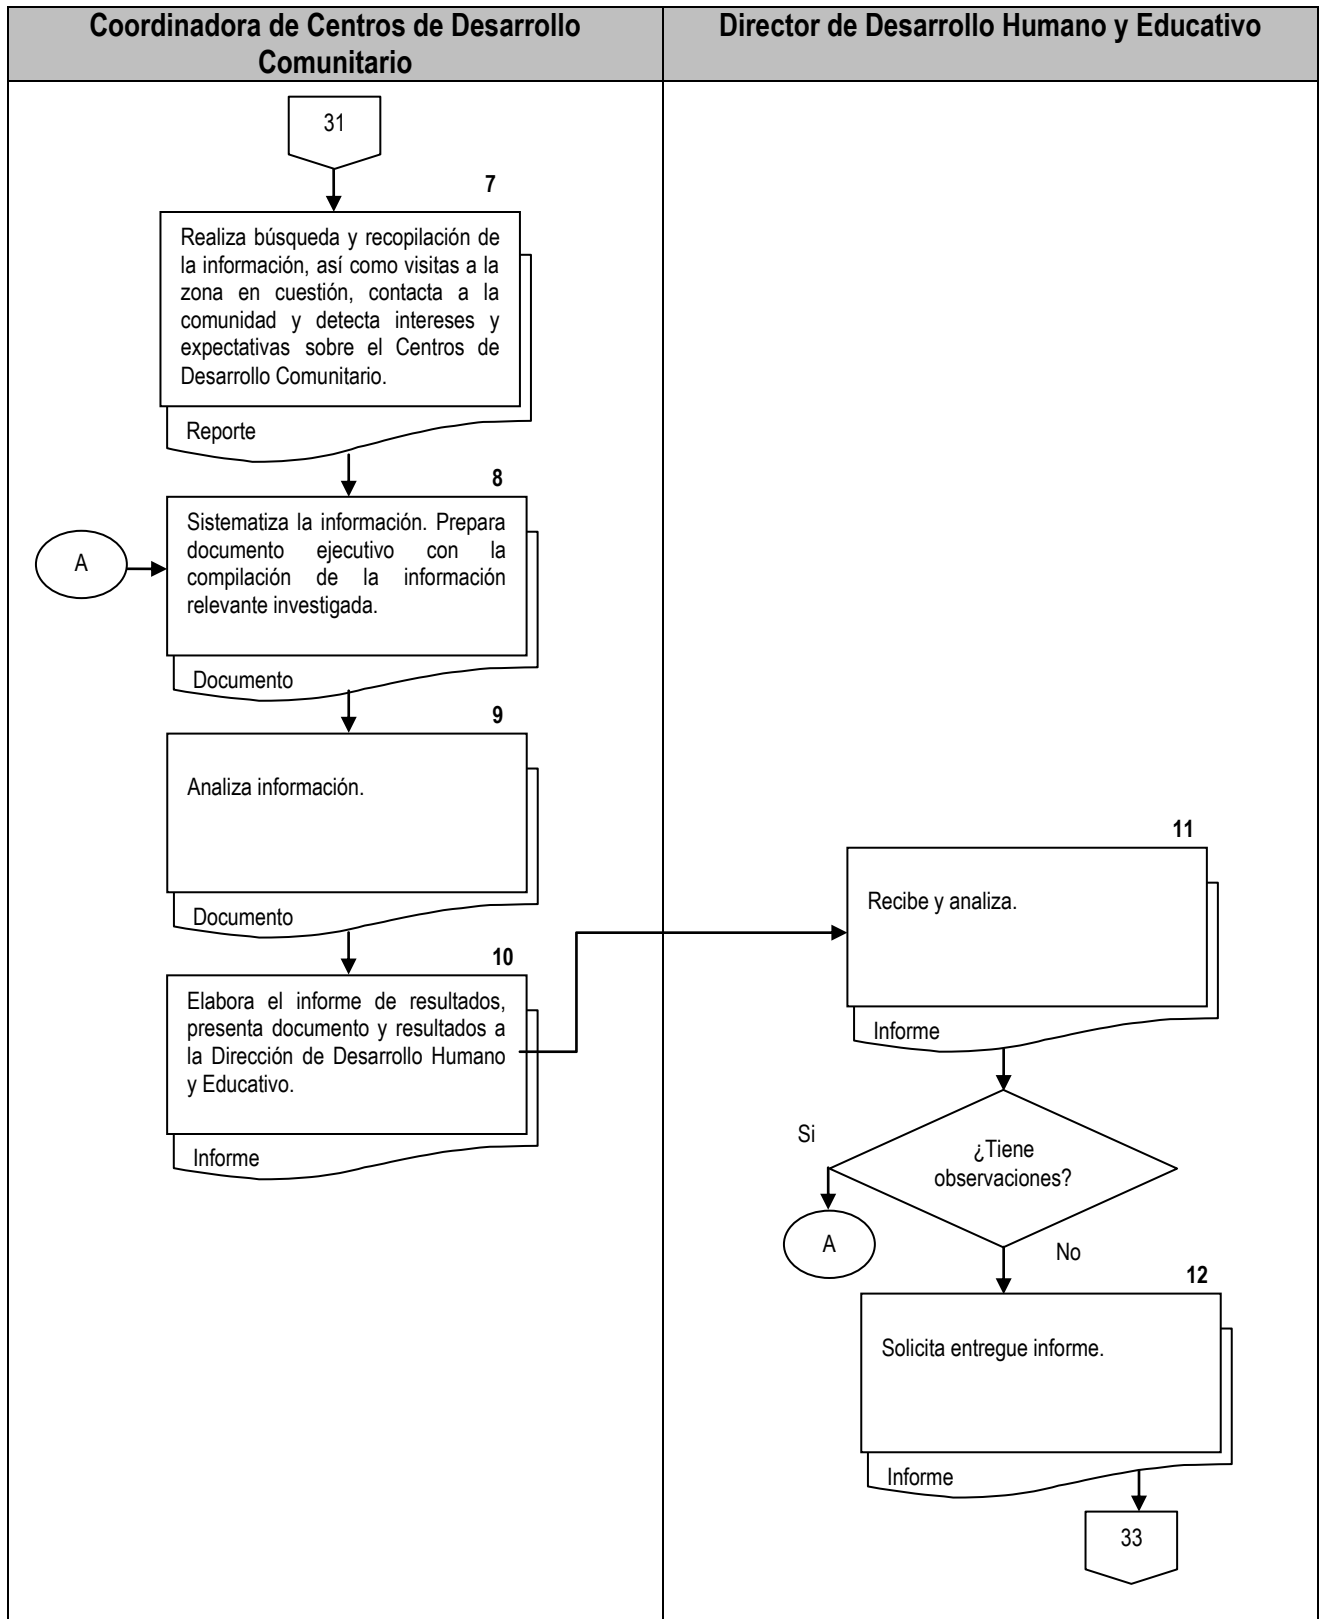 Coordinadora de Centros de Desarrollo
Comunitario
Director de Desarrollo Humano y Educativo
31
7
Realiza búsqueda y recopilación de
la información, así como visitas a la
zona en cuestión, contacta a la
comunidad y detecta intereses y
expectativas sobre el Centros de
Desarrollo Comunitario.
Reporte
8
A
Sistematiza la información. Prepara
documento ejecutivo con la
compilación de la información
relevante investigada.
Documento
9
Analiza información.
Documento
10
Elabora el informe de resultados,
presenta documento y resultados a
la Dirección de Desarrollo Humano
y Educativo.
Informe
11
Recibe y analiza.
Informe
¿Tiene
observaciones?
Si
A
No
12
Solicita entregue informe.
Informe
33